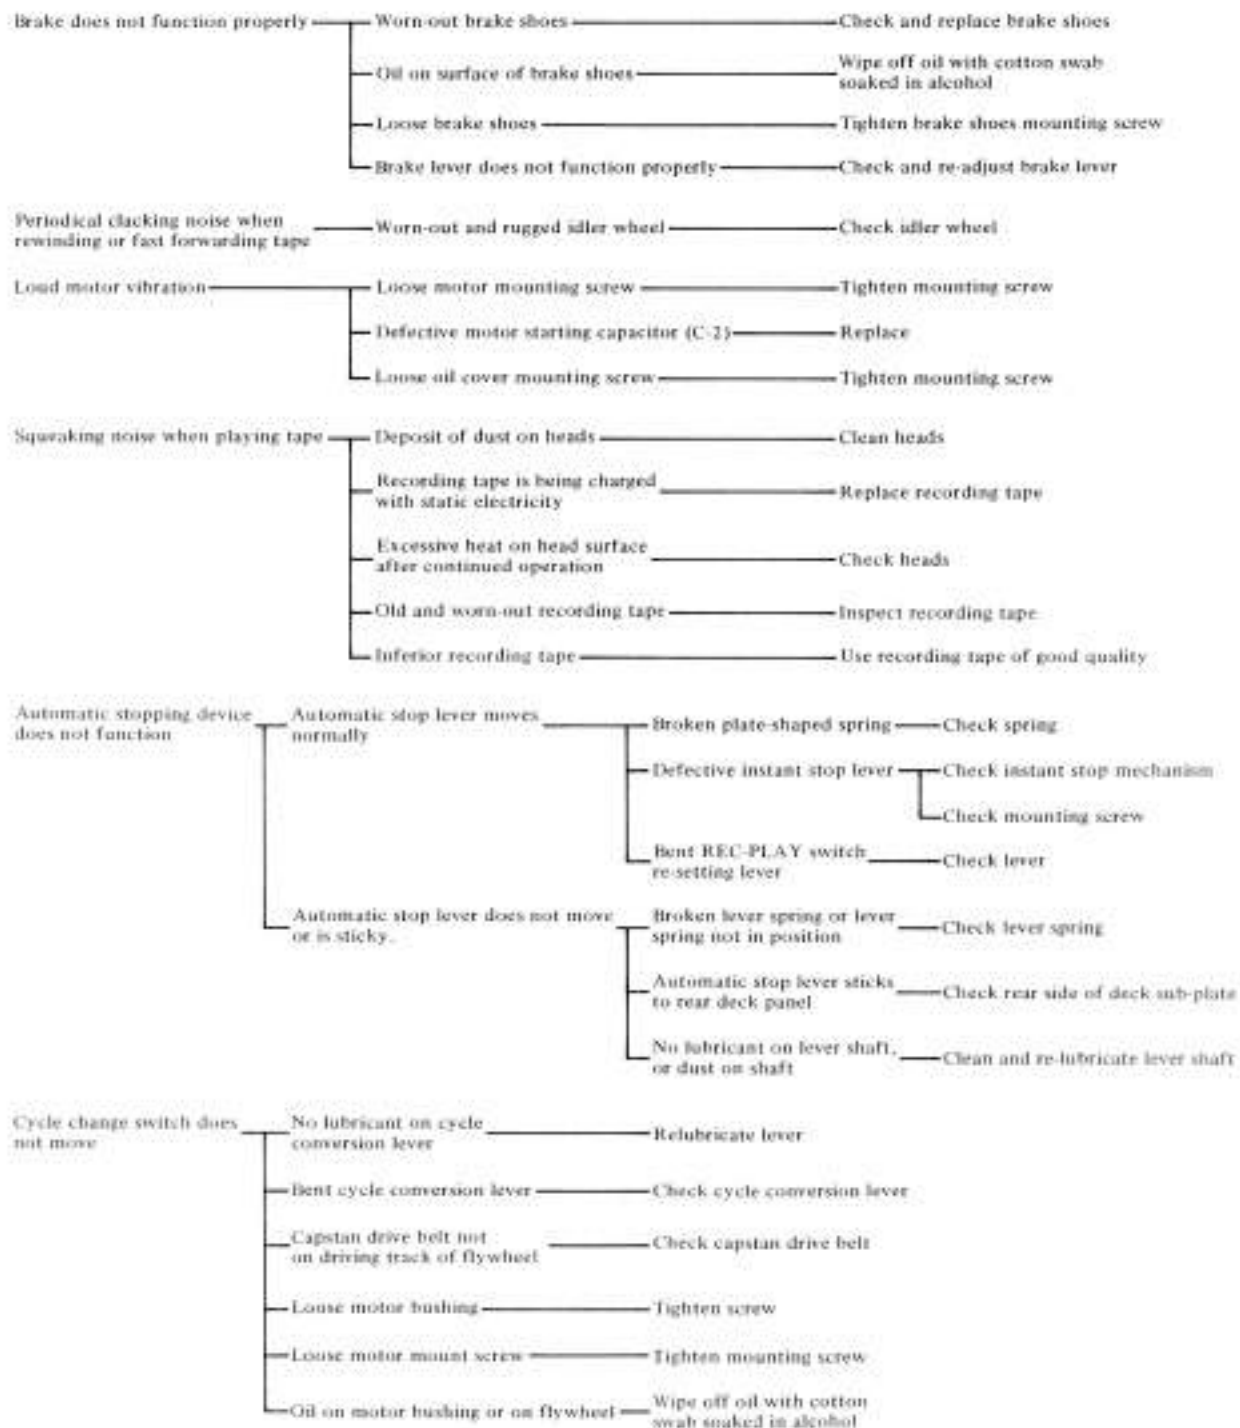 Brake does not function properly
Worn-out brake shoes
Check and replace brake shoes
Oil on surface of brake shoes
Wipe off oil with cotton swab
soaked in alcohol
Loose brake shoes
Tighten brake shoes mounting screw
Brake lever does not function properly
Check and re-adjust brake lever
Periodical clacking noise when
rewinding or fast forwarding tape
Worn-out and rugged idler wheel
Check idler wheel
Loud motor vibration
Loose motor mounting screw
Tighten mounting screw
Defective motor starting capacitor (C-2)
Replace
Loose oil cover mounting screw
Tighten mounting screw
Squeaking noise when playing tape
Deposit of dust on heads
Clean heads
Recording tape is being charged
with static electricity
Replace recording tape
Excessive heat on head surface
after continued operation
Check heads
Old and worn-out recording tape
Inspect recording tape
Inferior recording tape
Use recording tape of good quality
Automatic stopping device
does not function
Automatic stop lever moves
normally
Broken plate-shaped spring
Check spring
Defective instant stop lever
Check instant stop mechanism
Check mounting screw
Bent REC-PLAY switch
re-setting lever
Check lever
Automatic stop lever does not move
or is sticky.
Broken lever spring or lever
spring not in position
Check lever spring
Automatic stop lever sticks
to rear deck panel
Check rear side of deck sub-plate
No lubricant on lever shaft,
or dust on shaft
Clean and re-lubricate lever shaft
Cycle change switch does
not move
No lubricant on cycle
conversion lever
Relubricate lever
Bent cycle conversion lever
Check cycle conversion lever
Capstan drive belt not
on driving track of flywheel
Check capstan drive belt
Loose motor bushing
Tighten screw
Loose motor mount screw
Tighten mounting screw
Oil on motor bushing or on flywheel
Wipe off oil with cotton
swab soaked in alcohol